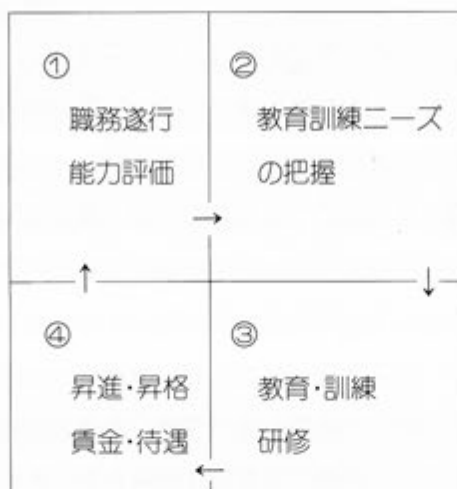 ①
職務遂行
能力評価
→
②
教育訓練ニーズ
の把握
↓
③
教育・訓練
研修
←
④
昇進・昇格
賃金・待遇
↑